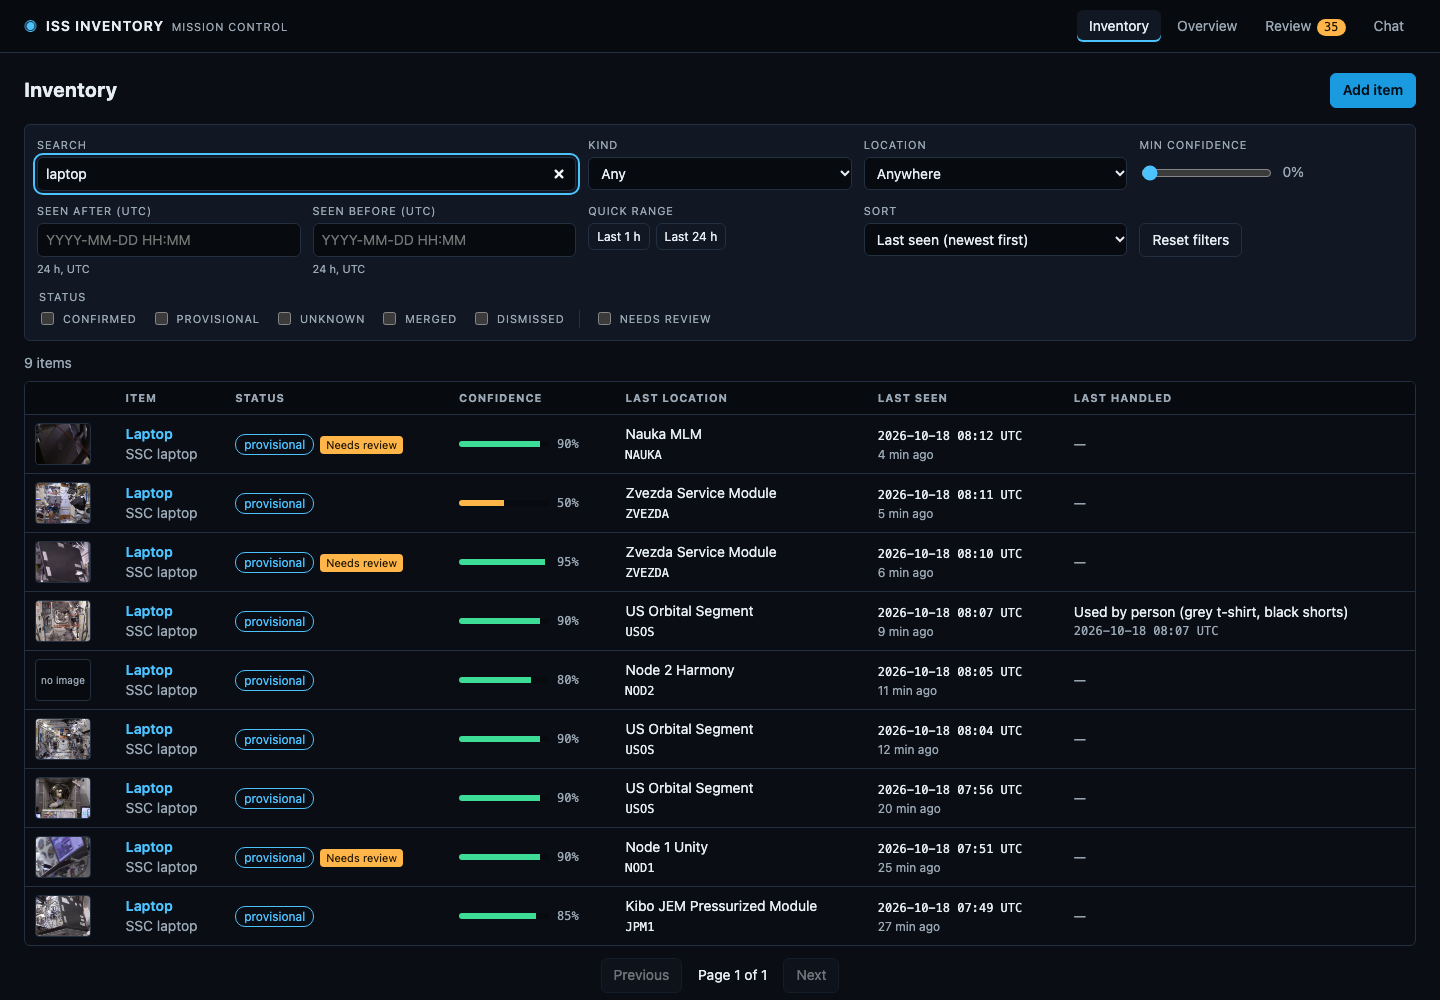 ISS INVENTORY MISSION CONTROL
Inventory Overview Review 35 Chat
Inventory
Add item
SEARCH KIND LOCATION MIN CONFIDENCE
laptop Any Anywhere 0%
SEEN AFTER (UTC) SEEN BEFORE (UTC) QUICK RANGE SORT
YYYY-MM-DD HH:MM YYYY-MM-DD HH:MM Last 1 h Last 24 h Last seen (newest first) Reset filters
24 h, UTC 24 h, UTC
STATUS
CONFIRMED PROVISIONAL UNKNOWN MERGED DISMISSED NEEDS REVIEW
9 items
ITEM STATUS CONFIDENCE LAST LOCATION LAST SEEN LAST HANDLED
Laptop provisional Needs review 90% Nauka MLM 2026-10-18 08:12 UTC —
SSC laptop NAUKA 4 min ago
Laptop provisional 50% Zvezda Service Module 2026-10-18 08:11 UTC —
SSC laptop ZVEZDA 5 min ago
Laptop provisional Needs review 95% Zvezda Service Module 2026-10-18 08:10 UTC —
SSC laptop ZVEZDA 6 min ago
Laptop provisional 90% US Orbital Segment 2026-10-18 08:07 UTC Used by person (grey t-shirt, black shorts)
SSC laptop USOS 9 min ago 2026-10-18 08:07 UTC
no image Laptop provisional 80% Node 2 Harmony 2026-10-18 08:05 UTC —
SSC laptop NOD2 11 min ago
Laptop provisional 90% US Orbital Segment 2026-10-18 08:04 UTC —
SSC laptop USOS 12 min ago
Laptop provisional 90% US Orbital Segment 2026-10-18 07:56 UTC —
SSC laptop USOS 20 min ago
Laptop provisional Needs review 90% Node 1 Unity 2026-10-18 07:51 UTC —
SSC laptop NOD1 25 min ago
Laptop provisional 85% Kibo JEM Pressurized Module 2026-10-18 07:49 UTC —
SSC laptop JPM1 27 min ago
Previous Page 1 of 1 Next